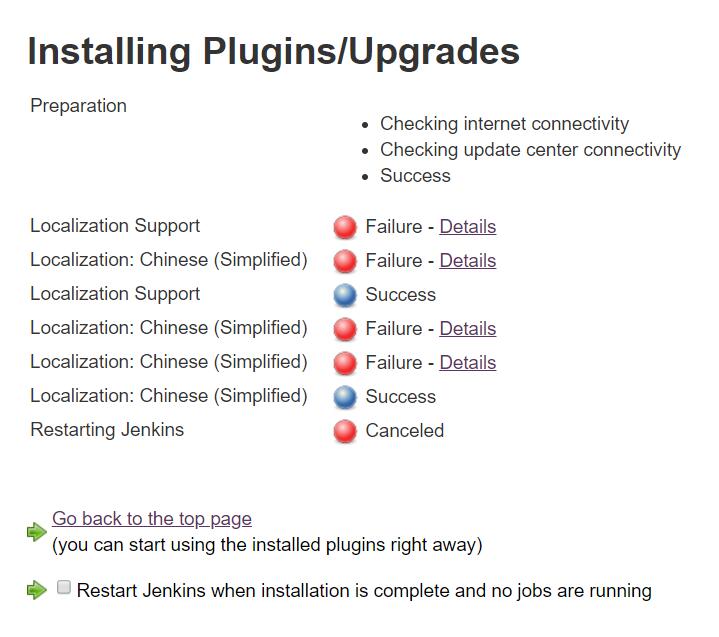 Installing Plugins/Upgrades
Preparation
Checking internet connectivity
Checking update center connectivity
Success
Localization Support Failure - Details
Localization: Chinese (Simplified) Failure - Details
Localization Support Success
Localization: Chinese (Simplified) Failure - Details
Localization: Chinese (Simplified) Failure - Details
Localization: Chinese (Simplified) Success
Restarting Jenkins Canceled
Go back to the top page
(you can start using the installed plugins right away)
Restart Jenkins when installation is complete and no jobs are running